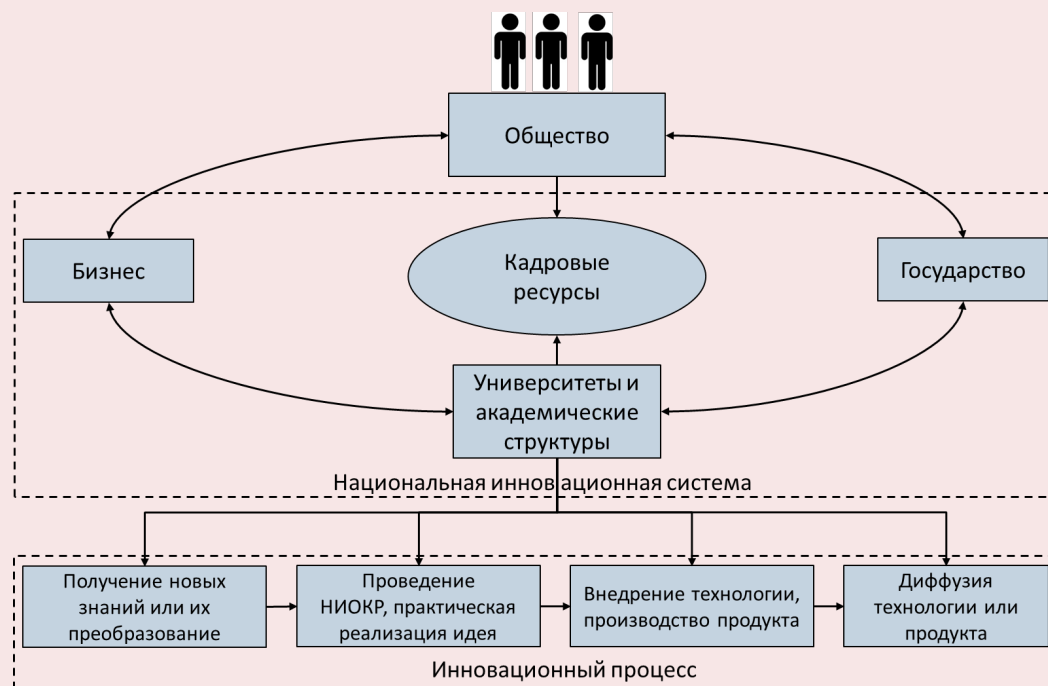 Общество
Бизнес
Кадровые
ресурсы
Государство
Университеты и
академические
структуры
Национальная инновационная система
Получение новых
знаний или их
преобразование
Проведение
НИОКР, практическая
реализация идея
Внедрение технологии,
производство продукта
Диффузия
технологии или
продукта
Инновационный процесс